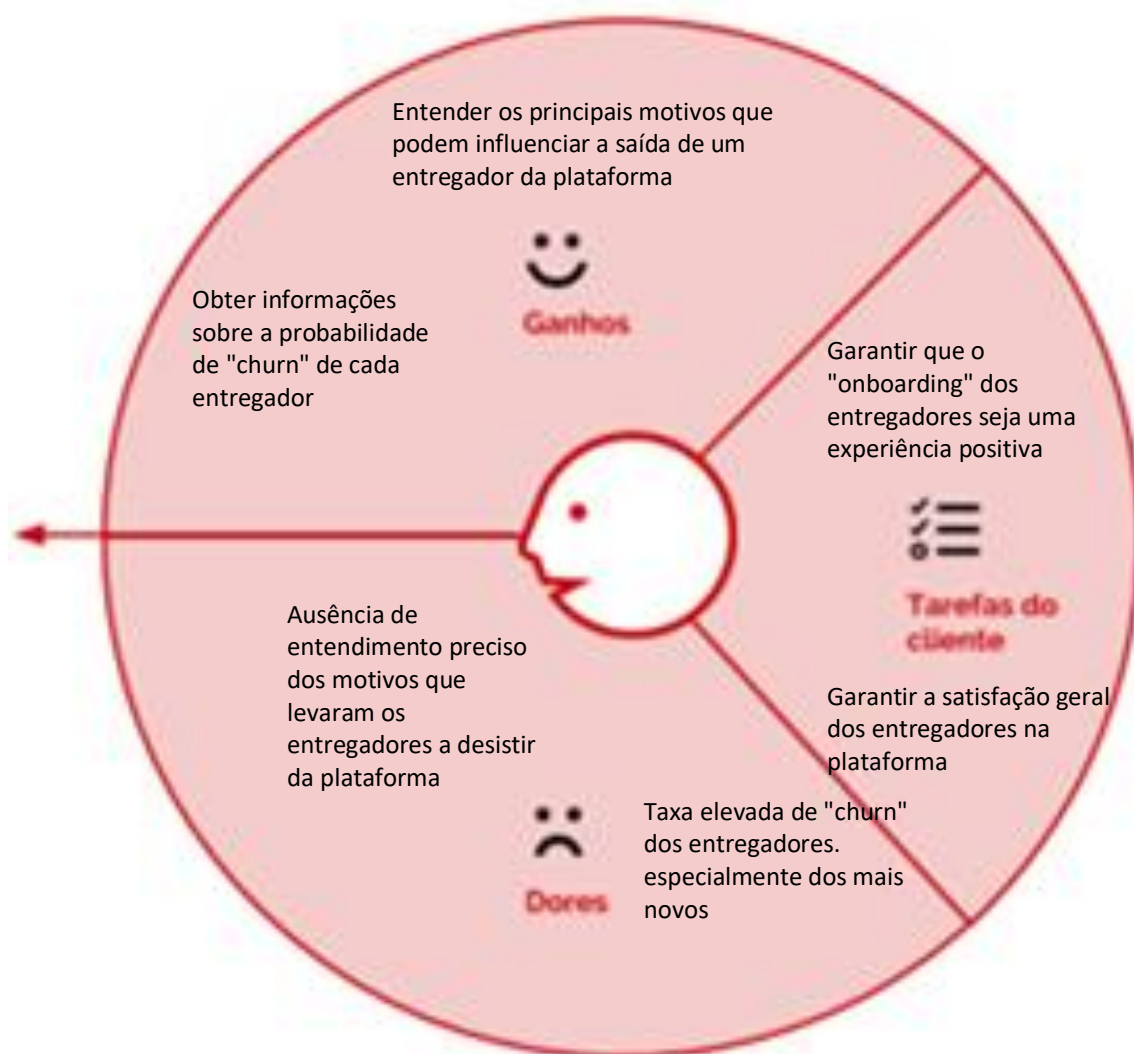 Entender os principais motivos que
podem influenciar a saída de um
entregador da plataforma
Ganhos
Obter informações
sobre a probabilidade
de "churn" de cada
entregador
Garantir que o
"onboarding" dos
entregadores seja uma
experiência positiva
Tarefas do
cliente
Garantir a satisfação geral
dos entregadores na
plataforma
Ausência de
entendimento preciso
dos motivos que
levaram os
entregadores a desistir
da plataforma
Dores
Taxa elevada de "churn"
dos entregadores.
especialmente dos mais
novos